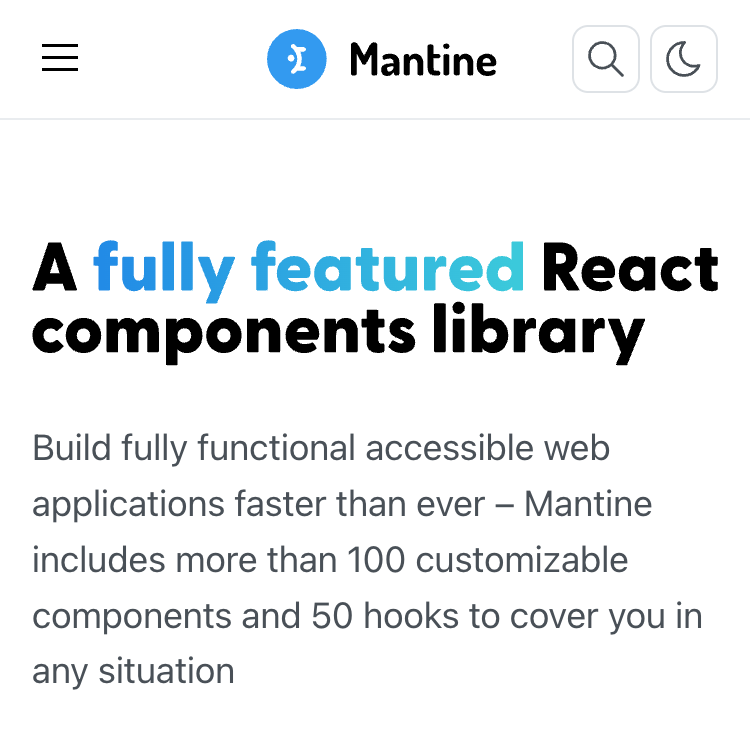 Mantine
A fully featured React
components library
Build fully functional accessible web
applications faster than ever – Mantine
includes more than 100 customizable
components and 50 hooks to cover you in
any situation